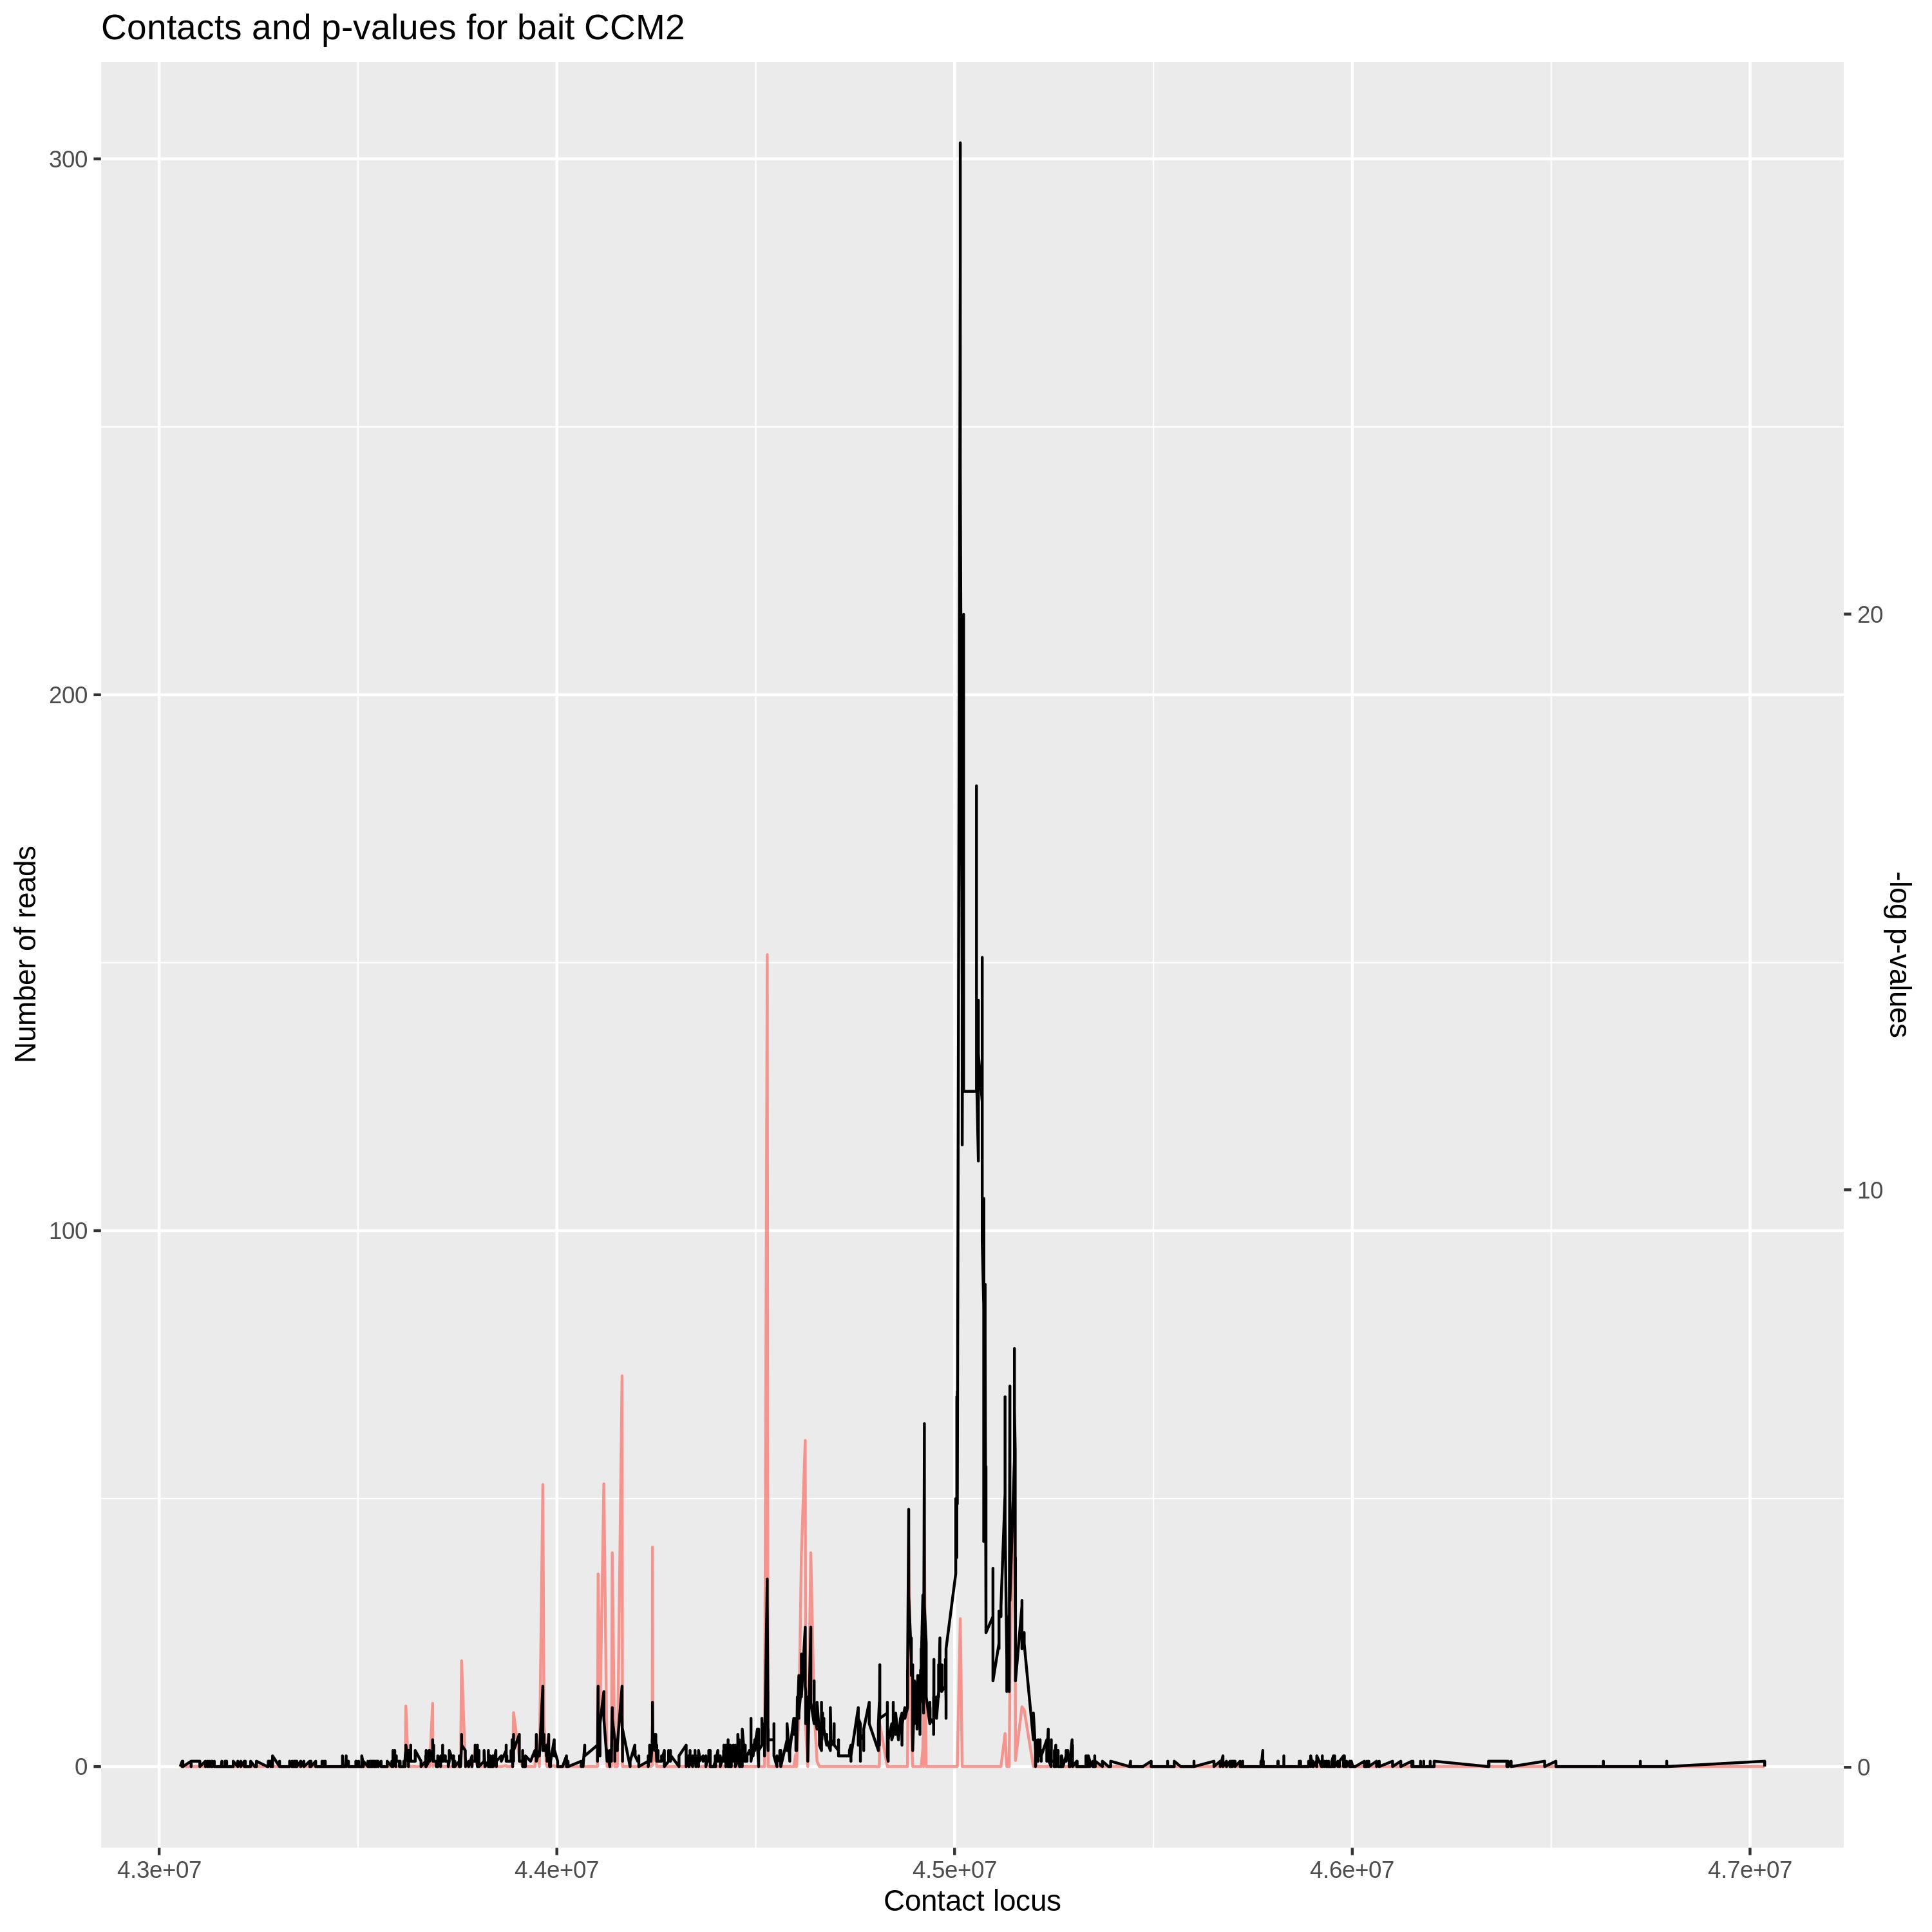 Contacts and p-values for bait CCM2
300
200
100
0
Number of reads
20
10
0
-log p-values
4.3e+07
4.4e+07
4.5e+07
4.6e+07
4.7e+07
Contact locus